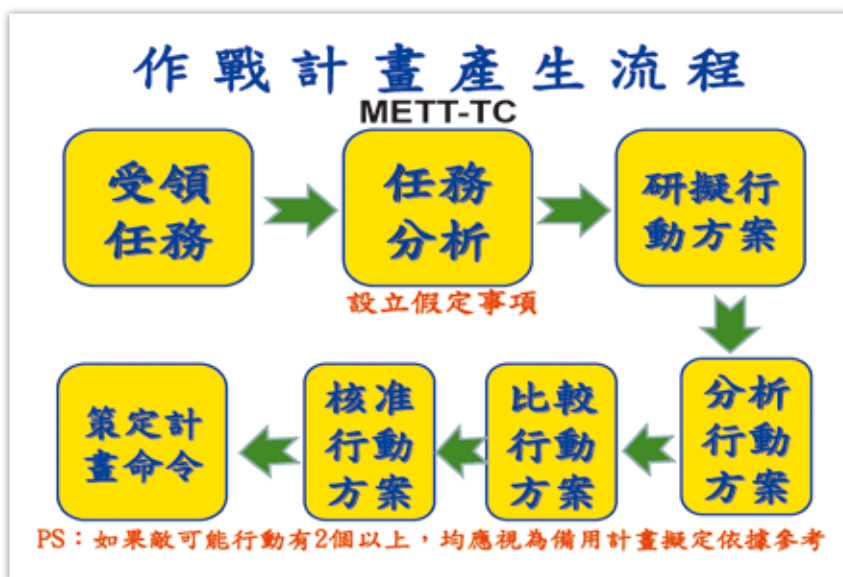 作戰計畫產生流程
METT-TC
受領
任務
任務
分析
研擬行
動方案
設立假定事項
分析
行動
方案
比較
行動
方案
核准
行動
方案
策定計
畫命令
PS：如果敵可能行動有2個以上，均應視為備用計畫擬定依據參考